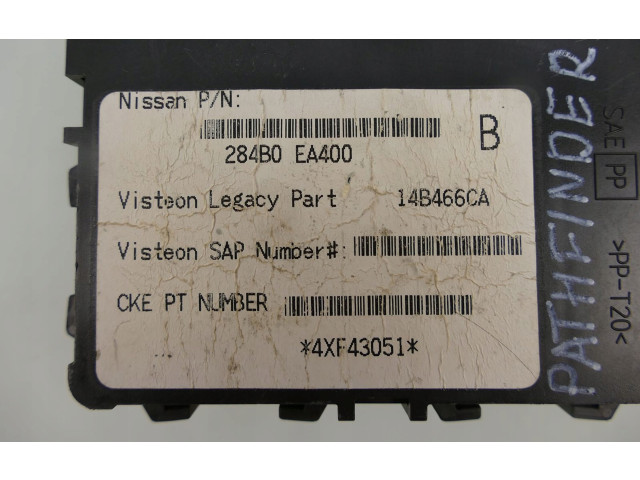 Nissan P/N:
B
284B0 EA400
Visteon Legacy Part 14B466CA
Visteon SAP Number#:
CKE PT NUMBER
*4XF43051*
PATHFINDER
SAE PP
>PP-T20<